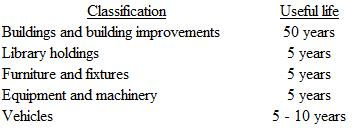 Classification Useful life
Buildings and building improvements 50 years
Library holdings 5 years
Furniture and fixtures 5 years
Equipment and machinery 5 years
Vehicles 5 - 10 years